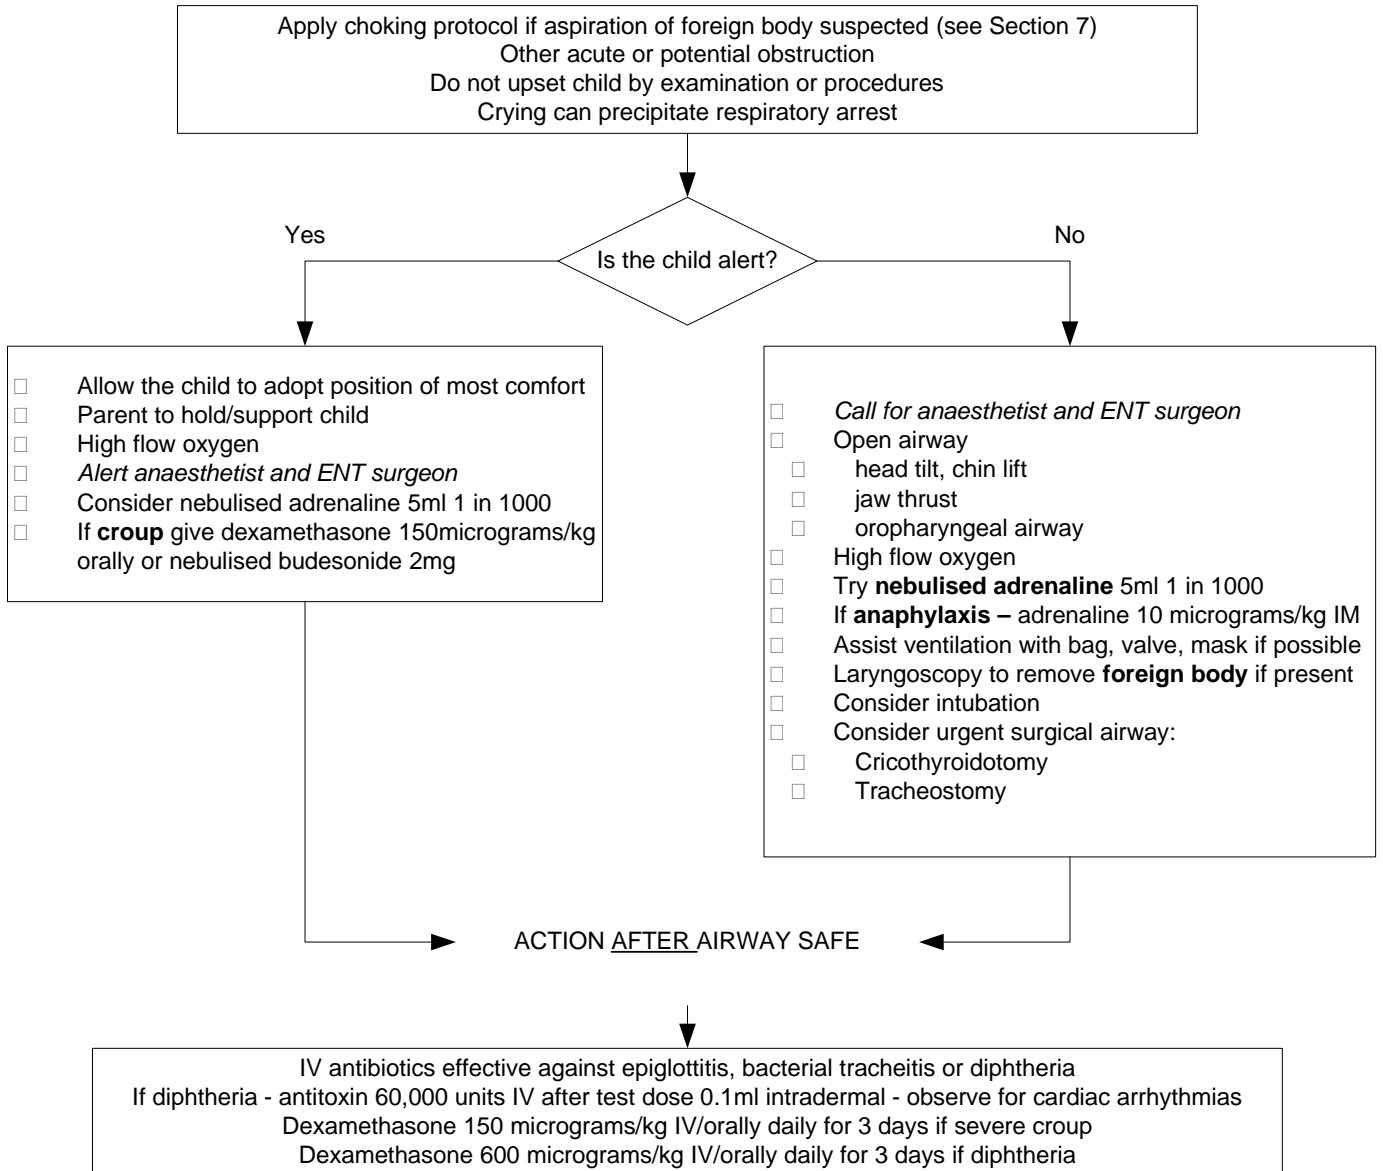 Apply choking protocol if aspiration of foreign body suspected (see Section 7)
Other acute or potential obstruction
Do not upset child by examination or procedures
Crying can precipitate respiratory arrest
Yes
No
Is the child alert?
Allow the child to adopt position of most comfort
Parent to hold/support child
High flow oxygen
Alert anaesthetist and ENT surgeon
Consider nebulised adrenaline 5ml 1 in 1000
If croup give dexamethasone 150micrograms/kg
orally or nebulised budesonide 2mg
Call for anaesthetist and ENT surgeon
Open airway
head tilt, chin lift
jaw thrust
oropharyngeal airway
High flow oxygen
Try nebulised adrenaline 5ml 1 in 1000
If anaphylaxis – adrenaline 10 micrograms/kg IM
Assist ventilation with bag, valve, mask if possible
Laryngoscopy to remove foreign body if present
Consider intubation
Consider urgent surgical airway:
Cricothyroidotomy
Tracheostomy
ACTION AFTER AIRWAY SAFE
IV antibiotics effective against epiglottitis, bacterial tracheitis or diphtheria
If diphtheria - antitoxin 60,000 units IV after test dose 0.1ml intradermal - observe for cardiac arrhythmias
Dexamethasone 150 micrograms/kg IV/orally daily for 3 days if severe croup
Dexamethasone 600 micrograms/kg IV/orally daily for 3 days if diphtheria